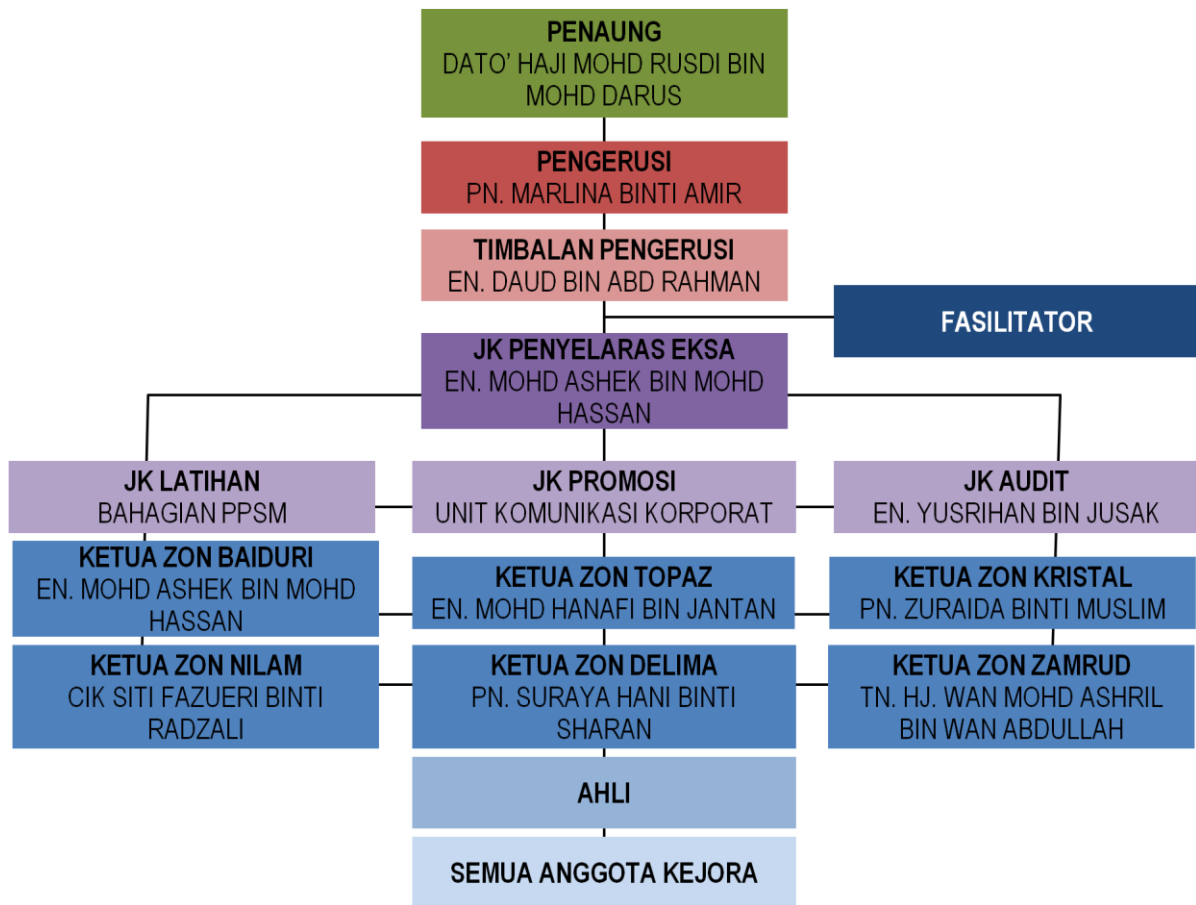 PENAUNG
DATO' HAJI MOHD RUSDI BIN
MOHD DARUS
PENGERUSI
PN. MARLINA BINTI AMIR
TIMBALAN PENGERUSI
EN. DAUD BIN ABD RAHMAN
FASILITATOR
JK PENYELARAS EKSA
EN. MOHD ASHEK BIN MOHD
HASSAN
JK LATIHAN
BAHAGIAN PPSM
JK PROMOSI
UNIT KOMUNIKASI KORPORAT
JK AUDIT
EN. YUSRIHAN BIN JUSAK
KETUA ZON BAIDURI
EN. MOHD ASHEK BIN MOHD
HASSAN
KETUA ZON TOPAZ
EN. MOHD HANAFI BIN JANTAN
KETUA ZON KRISTAL
PN. ZURAIDA BINTI MUSLIM
KETUA ZON NILAM
CIK SITI FAZUERI BINTI
RADZALI
KETUA ZON DELIMA
PN. SURAYA HANI BINTI
SHARAN
KETUA ZON ZAMRUD
TN. HJ. WAN MOHD ASHRIL
BIN WAN ABDULLAH
AHLI
SEMUA ANGGOTA KEJORA